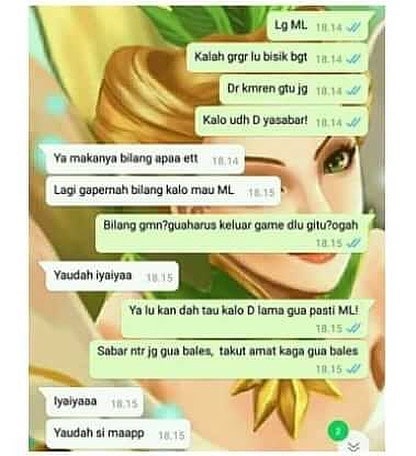 Lg ML 18.14
Kalah grgr lu bisik bgt 18.14
Dr kmren gtu jg 18.14
Kalo udh D yasabar! 18.14
Ya makanya bilang apaa ett 18.14
Lagi gapernah bilang kalo mau ML 18.15
Bilang gmn?guaharus keluar game dlu gitu?ogah
18.15
Yaudah iyaiyaa 18.15
Ya lu kan dah tau kalo D lama gua pasti ML!
18.15
Sabar ntr jg gua bales, takut amat kaga gua bales
18.15
Iyaiyaaa 18.15
2
Yaudah si maapp 18.15